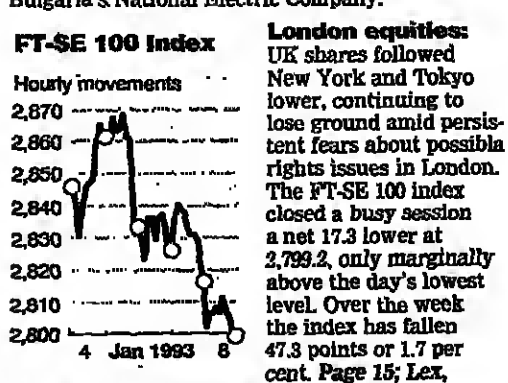 Bulgaria's National Electric Company.
FT-SE 100 Index
Hourly movements
2,870
2,860
2,850
2,840
2,830
2,820
2,810
2,800
4 Jan 1993 8
London equities:
UK shares followed
New York and Tokyo
lower, continuing to
lose ground amid persis-
tent fears about possible
rights issues in London.
The FT-SE 100 index
closed a busy session
a net 17.3 lower at
2,799.2, only marginally
above the day's lowest
level. Over the week
the index has fallen
47.3 points or 1.7 per
cent. Page 15; Lex,